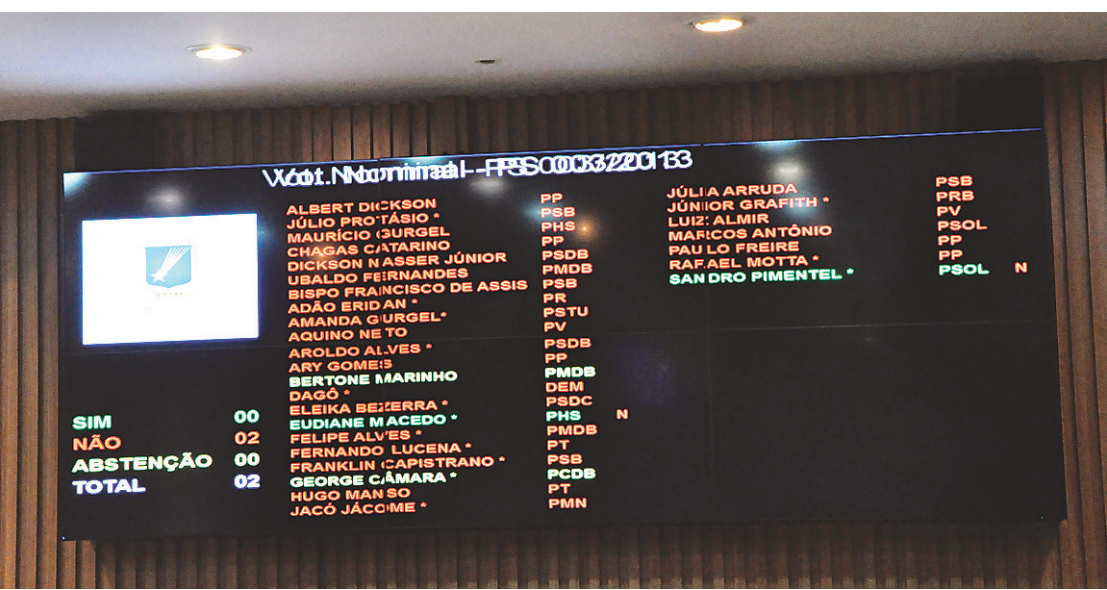 Vot. Nominal - PS 0037/2013
ALBERT DICKSON PP
JÚLIO PROTÁSIO * PSB
MAURÍCIO GURGEL PHS
CHAGAS CATARINO PP
DICKSON NASSER JÚNIOR PSDB
UBALDO FERNANDES PMDB
BISPO FRANCISCO DE ASSIS PSB
ADÃO ERIDAN * PR
AMANDA GURGEL* PSTU
AQUINO NETO PV
AROLDO ALVES * PSDB
ARY GOMES PP
BERTONE MARINHO PMDB
DAGÔ * DEM
ELEIKA BEZERRA * PSDC
EUDIANE MACEDO * PHS N
FELIPE ALVES * PMDB
FERNANDO LUCENA * PT
FRANKLIN CAPISTRANO * PSB
GEORGE CÂMARA * PCDB
HUGO MANSO PT
JACÓ JÁCOME * PMN
JÚLIA ARRUDA PSB
JÚNIOR GRAFITH * PRB
LUIZ ALMIR PV
MARCOS ANTÔNIO PSOL
PAULO FREIRE PP
RAFAEL MOTTA * PP
SANDRO PIMENTEL * PSOL N
SIM 00
NÃO 02
ABSTENÇÃO 00
TOTAL 02